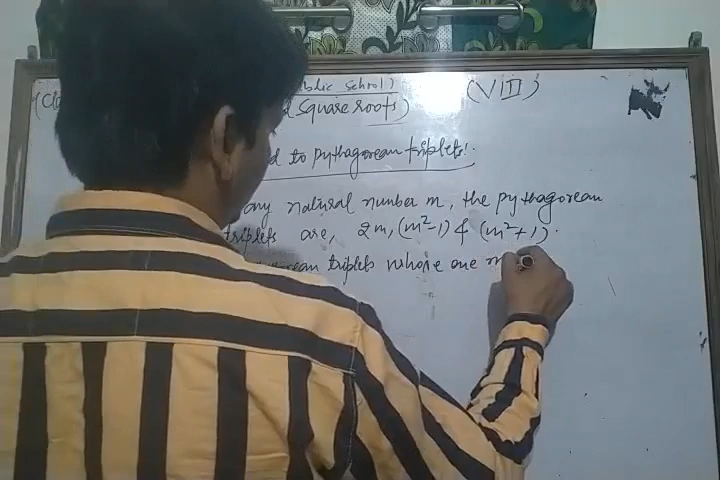 Public School) (VIII)
Square roots)
d to pythagorean triplets:
any natural number m, the pythagorean
triplets are, 2m, (m²-1) & (m²+1).
triplets whose one m